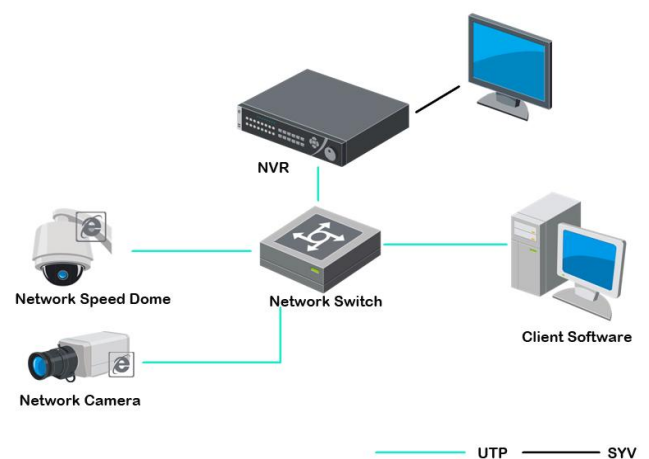 NVR
Network Speed Dome
Network Switch
Client Software
Network Camera
UTP
SYV